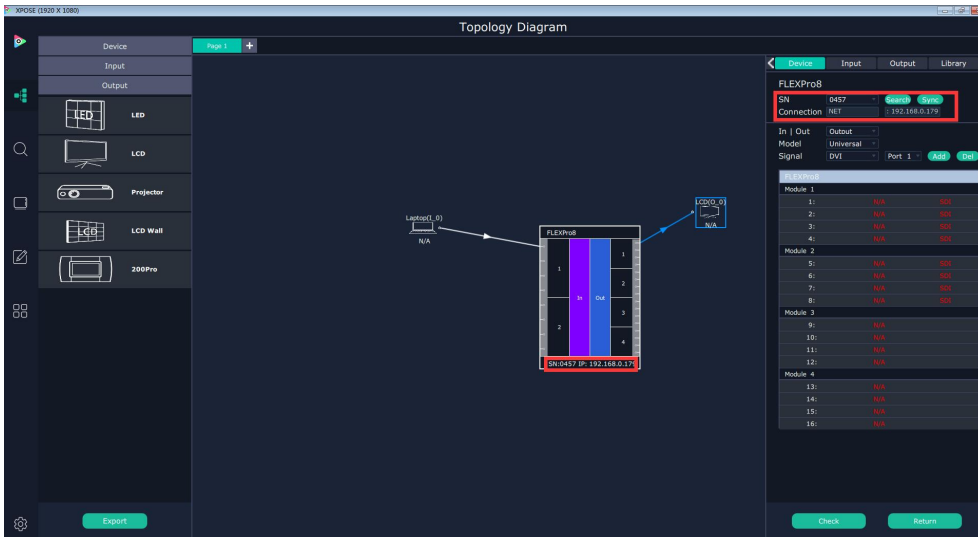 XPOSE (1920 X 1080)
Topology Diagram
Device
Input
Output
LED
LED
LCD
Projector
LCD
LCD Wall
200Pro
Export
Page 1 +
Laptop(I_0)
N/A
LCD(O_0)
N/A
FLEXPro8
1
2
In
Out
1
2
3
4
SN:0457 IP: 192.168.0.179
Device Input Output Library
FLEXPro8
SN 0457 Search Sync
Connection NET : 192.168.0.179
In | Out Output
Model Universal
Signal DVI Port 1 Add Del
FLEXPro8
Module 1
1: N/A SDI
2: N/A SDI
3: N/A SDI
4: N/A SDI
Module 2
5: N/A SDI
6: N/A SDI
7: N/A SDI
8: N/A SDI
Module 3
9: N/A
10: N/A
11: N/A
12: N/A
Module 4
13: N/A
14: N/A
15: N/A
16: N/A
Check Return